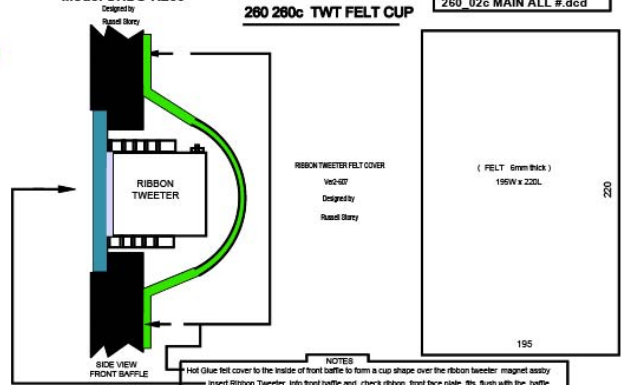 Designed by
Russell Storey
260 260c TWT FELT CUP
260_02c MAIN ALL #.dcd
RIBBON
TWEETER
RIBBON TWEETER FELT COVER
Ver2-607
Designed by
Russell Storey
( FELT 6mm thick )
195W x 220L
220
195
SIDE VIEW
FRONT BAFFLE
NOTES
Hot Glue felt cover to the inside of front baffle to form a cup shape over the ribbon tweeter magnet assby
Insert Ribbon Tweeter into front baffle and check ribbon front face plate fits flush with the baffle